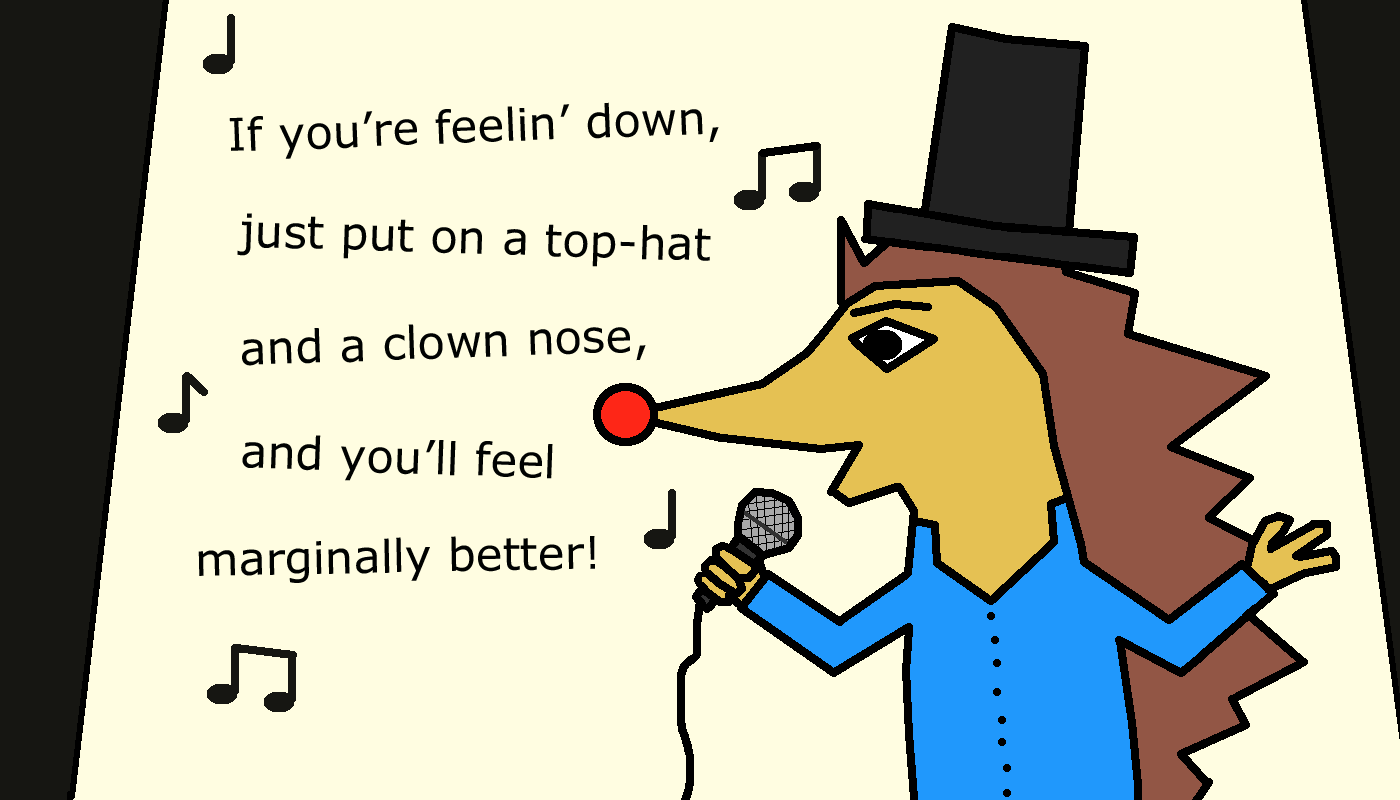 If you’re feelin’ down,
just put on a top-hat
and a clown nose,
and you’ll feel
marginally better!